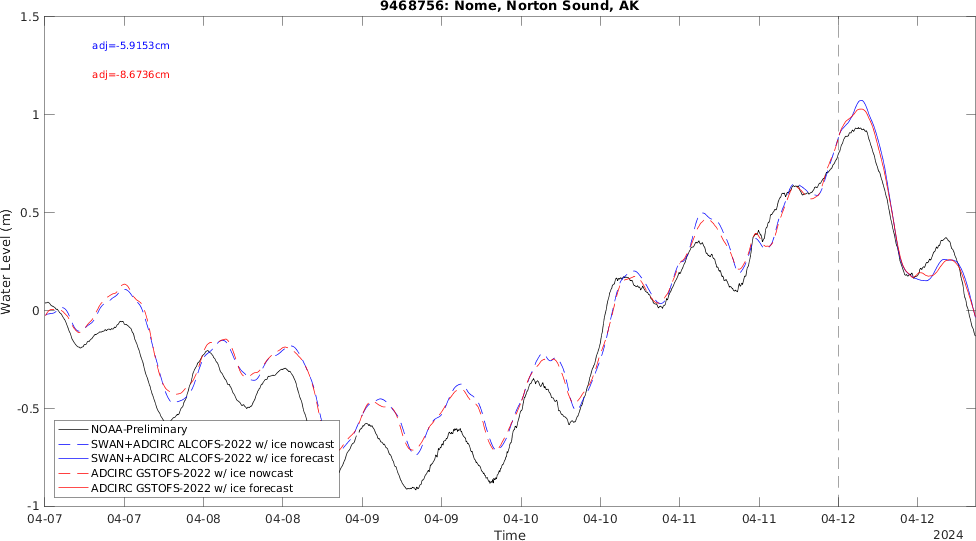 9468756: Nome, Norton Sound, AK
adj=-5.9153cm
adj=-8.6736cm
Water Level (m)
1.5
1
0.5
0
-0.5
-1
NOAA-Preliminary
SWAN+ADCIRC ALCOFS-2022 w/ ice nowcast
SWAN+ADCIRC ALCOFS-2022 w/ ice forecast
ADCIRC GSTOFS-2022 w/ ice nowcast
ADCIRC GSTOFS-2022 w/ ice forecast
04-07 04-07 04-08 04-08 04-09 04-09 04-10 04-10 04-11 04-11 04-12 04-12
Time
2024